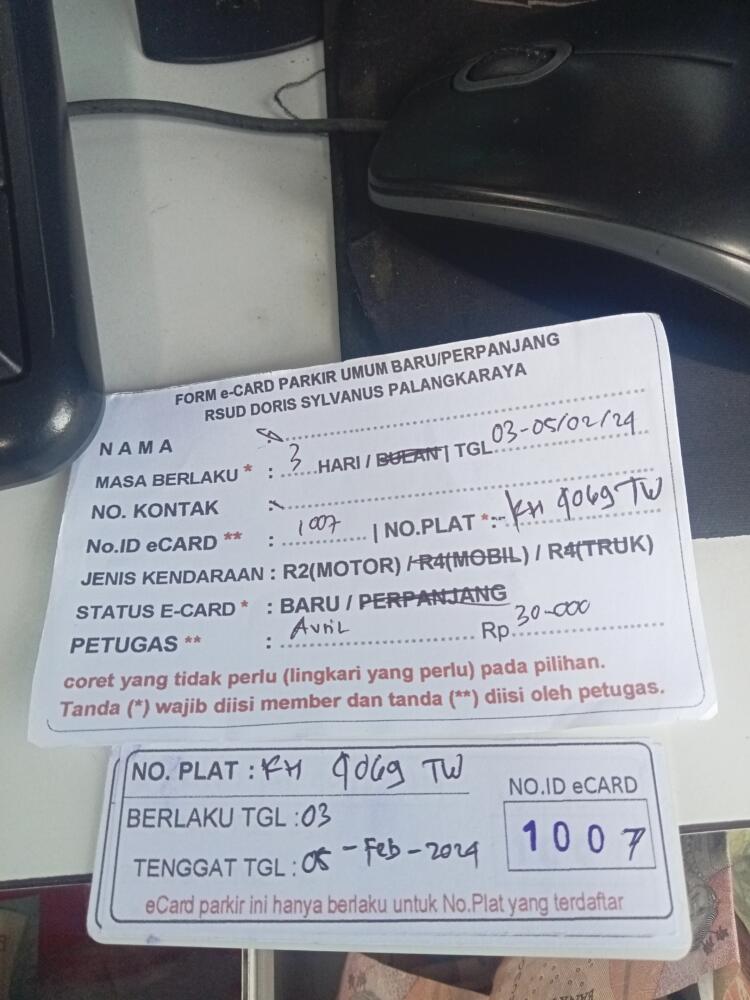 FORM e-CARD PARKIR UMUM BARU/PERPANJANG
RSUD DORIS SYLVANUS PALANGKARAYA
NAMA
MASA BERLAKU * : 3 HARI / BULAN | TGL 03-05/02/24
NO. KONTAK
No.ID eCARD ** : 1007 | NO.PLAT *: KH 9069 TW
JENIS KENDARAAN : R2(MOTOR) / R4(MOBIL) / R4(TRUK)
STATUS E-CARD * : BARU / PERPANJANG
PETUGAS ** : Avril Rp. 30-000
coret yang tidak perlu (lingkari yang perlu) pada pilihan.
Tanda (*) wajib diisi member dan tanda (**) diisi oleh petugas.
NO. PLAT : KH 9069 TW
NO.ID eCARD
BERLAKU TGL : 03
1007
TENGGAT TGL : 05 - Feb - 2024
eCard parkir ini hanya berlaku untuk No.Plat yang terdaftar